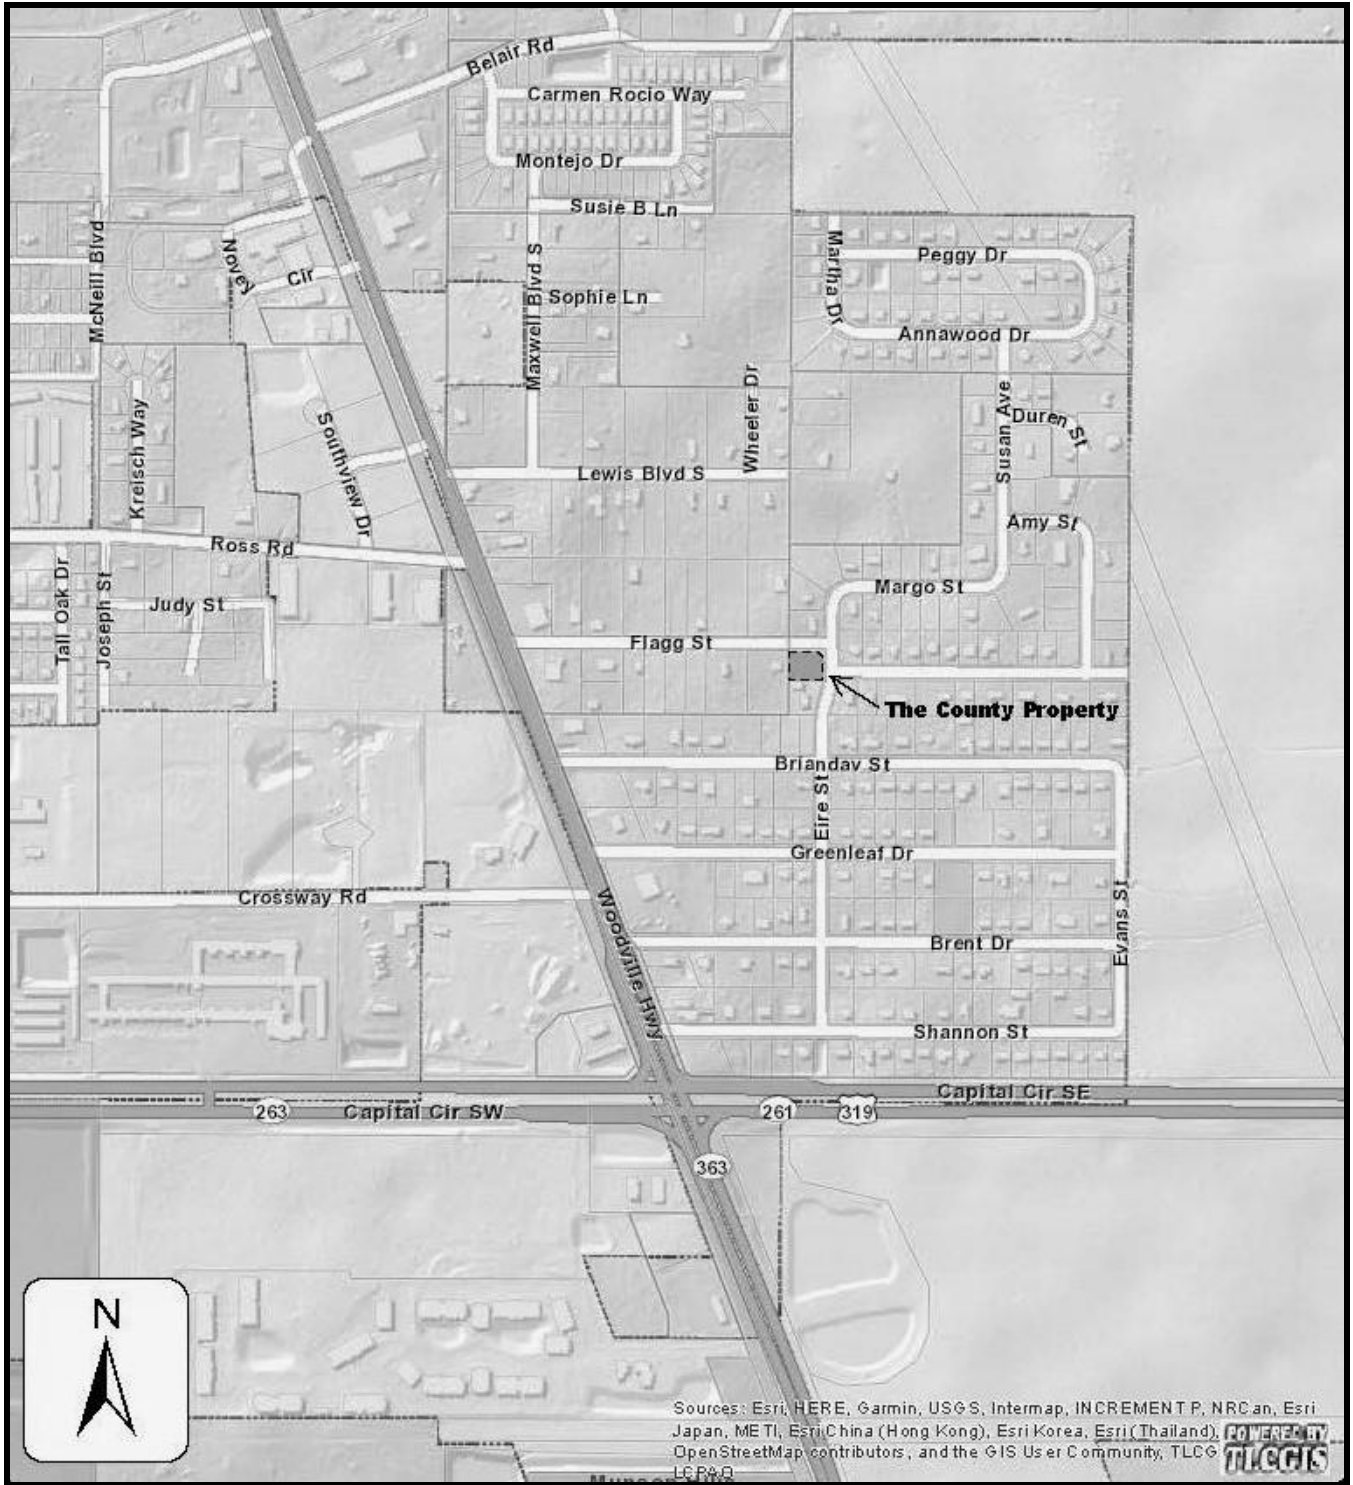 Belair Rd
Carmen Rocio Way
Montejo Dr
Susie B Ln
McNeill Blvd
Novey
Cir
Maxwell Blvd S
Sophie Ln
Martha Dr
Peggy Dr
Annawood Dr
Wheeler Dr
Susan Ave
Duren St
Kreisch Way
Southview Dr
Lewis Blvd S
Amy St
Ross Rd
Tall Oak Dr
Joseph St
Judy St
Margo St
Flagg St
The County Property
Briandav St
Eire St
Greenleaf Dr
Crossway Rd
Woodville Hwy
Evans St
Brent Dr
Shannon St
Capital Cir SE
263
Capital Cir SW
261
319
363
N
Sources: Esri, HERE, Garmin, USGS, Intermap, INCREMENT P, NRCan, Esri
Japan, METI, Esri China (Hong Kong), Esri Korea, Esri (Thailand),
OpenStreetMap contributors, and the GIS User Community, TLCG
LCPAO
POWERED BY
TLCGIS